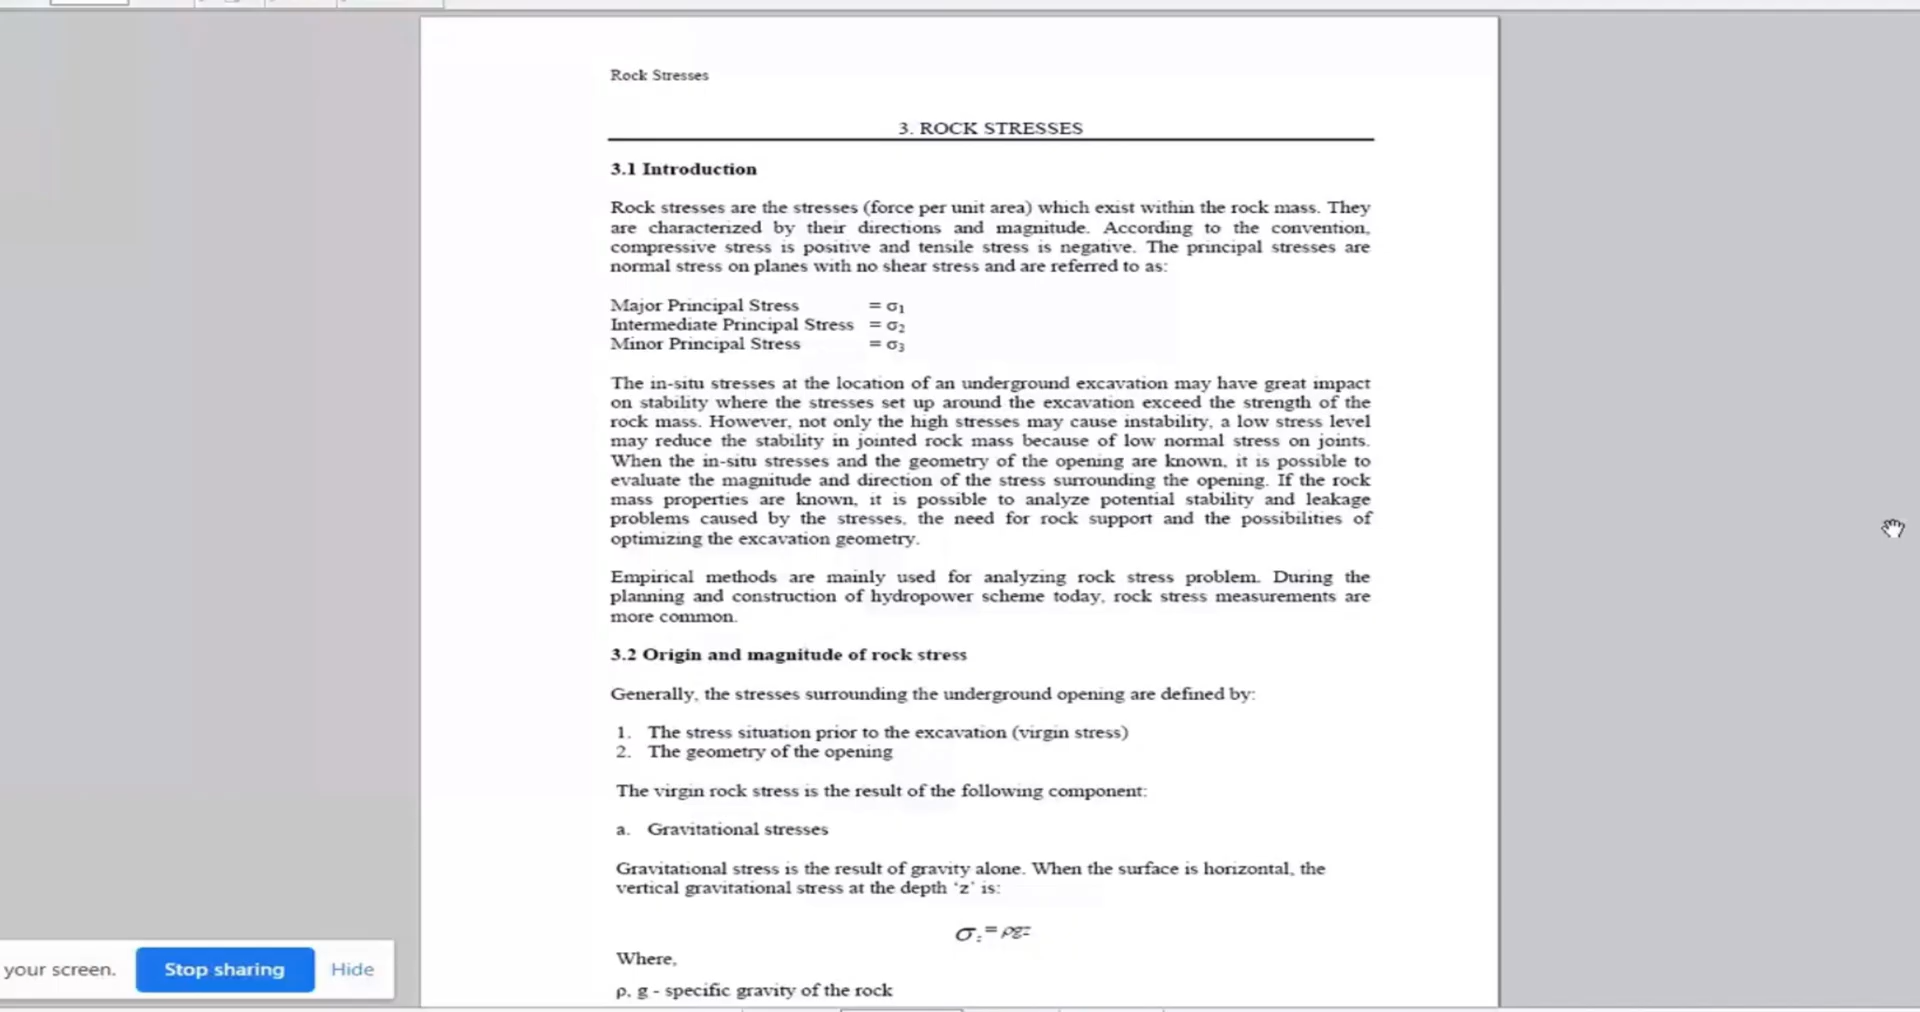 Rock Stresses
3. ROCK STRESSES
3.1 Introduction
Rock stresses are the stresses (force per unit area) which exist within the rock mass. They
are characterized by their directions and magnitude. According to the convention,
compressive stress is positive and tensile stress is negative. The principal stresses are
normal stress on planes with no shear stress and are referred to as:
Major Principal Stress = σ₁
Intermediate Principal Stress = σ₂
Minor Principal Stress = σ₃
The in-situ stresses at the location of an underground excavation may have great impact
on stability where the stresses set up around the excavation exceed the strength of the
rock mass. However, not only the high stresses may cause instability, a low stress level
may reduce the stability in jointed rock mass because of low normal stress on joints.
When the in-situ stresses and the geometry of the opening are known, it is possible to
evaluate the magnitude and direction of the stress surrounding the opening. If the rock
mass properties are known, it is possible to analyze potential stability and leakage
problems caused by the stresses, the need for rock support and the possibilities of
optimizing the excavation geometry.
Empirical methods are mainly used for analyzing rock stress problem. During the
planning and construction of hydropower scheme today, rock stress measurements are
more common.
3.2 Origin and magnitude of rock stress
Generally, the stresses surrounding the underground opening are defined by:
1. The stress situation prior to the excavation (virgin stress)
2. The geometry of the opening
The virgin rock stress is the result of the following component:
a. Gravitational stresses
Gravitational stress is the result of gravity alone. When the surface is horizontal, the
vertical gravitational stress at the depth ‘z’ is:
σz = ρgz
Where,
ρ, g - specific gravity of the rock
your screen. Stop sharing Hide